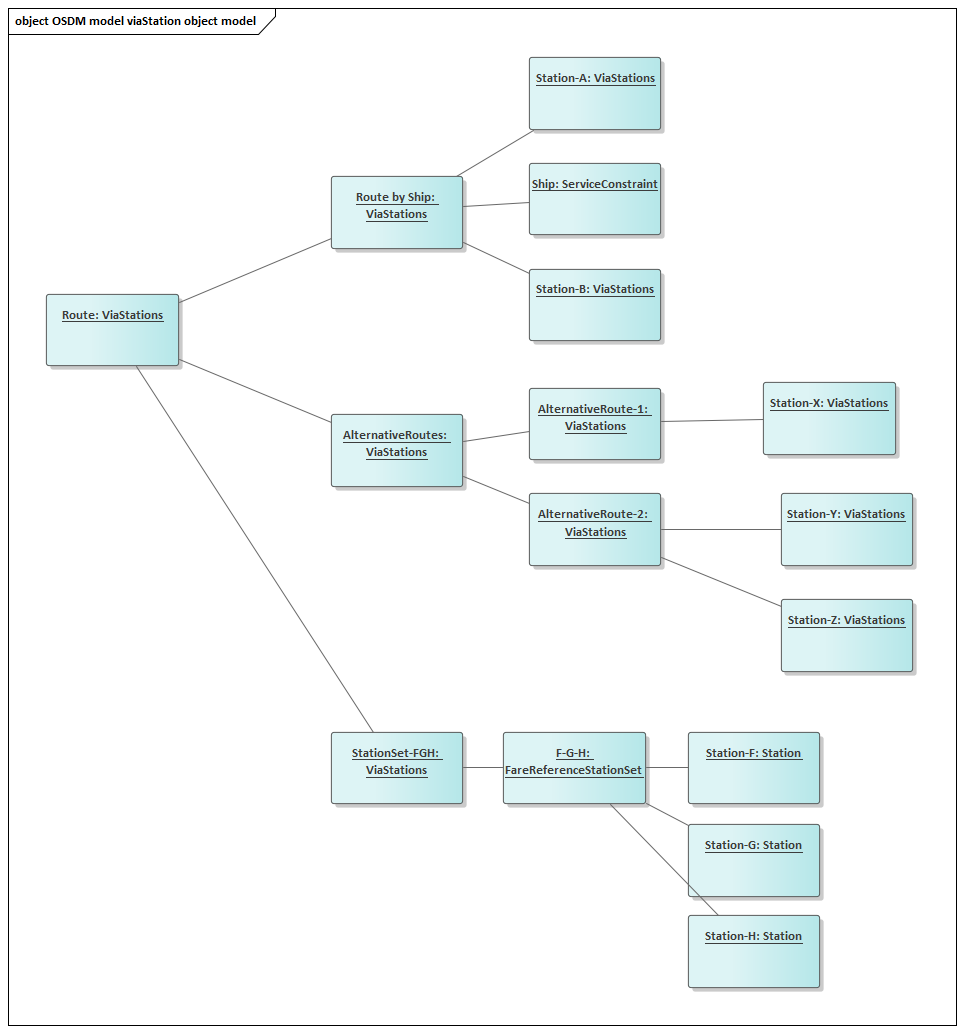 object OSDM model viaStation object model
Station-A: ViaStations
Ship: ServiceConstraint
Route by Ship:
ViaStations
Station-B: ViaStations
Route: ViaStations
Station-X: ViaStations
AlternativeRoute-1:
ViaStations
AlternativeRoutes:
ViaStations
AlternativeRoute-2:
ViaStations
Station-Y: ViaStations
Station-Z: ViaStations
StationSet-FGH:
ViaStations
F-G-H:
FareReferenceStationSet
Station-F: Station
Station-G: Station
Station-H: Station